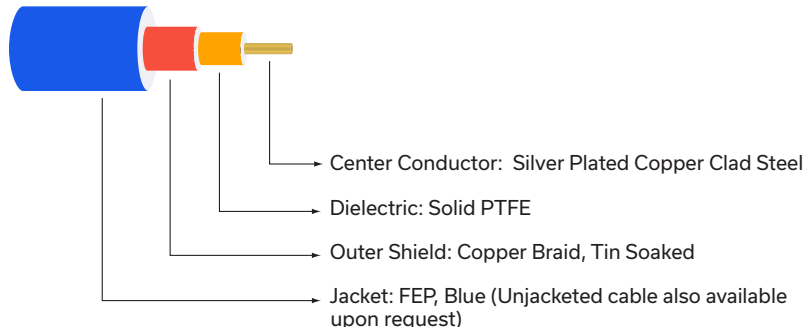 Center Conductor: Silver Plated Copper Clad Steel
Dielectric: Solid PTFE
Outer Shield: Copper Braid, Tin Soaked
Jacket: FEP, Blue (Unjacketed cable also available
upon request)